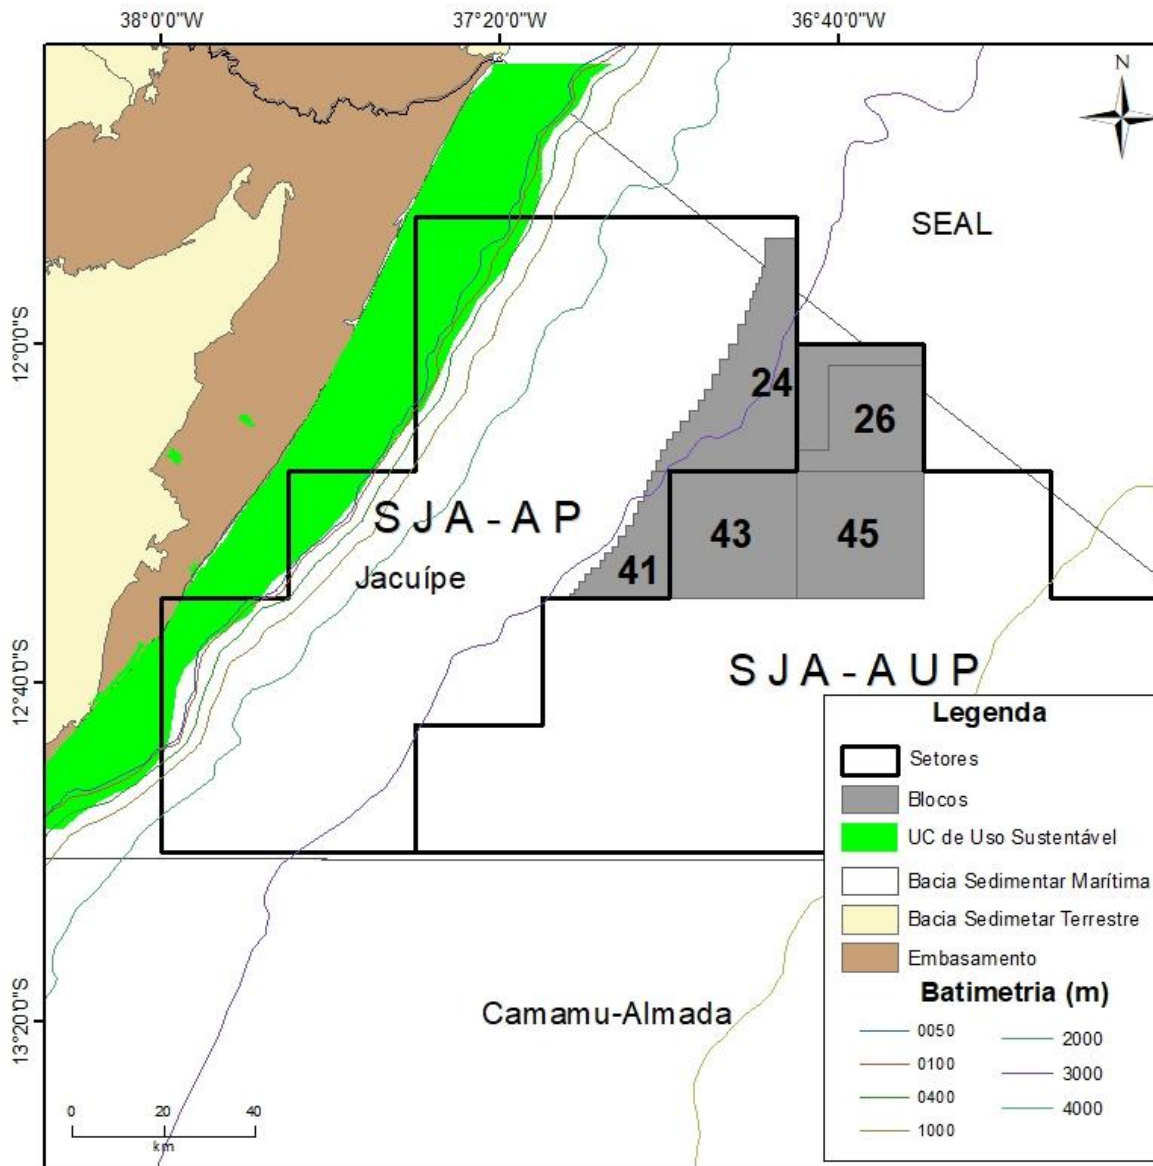 38°0'0"W 37°20'0"W 36°40'0"W
N
SEAL
12°0'0"S
24
26
SJA-AP
43
45
41
Jacuípe
12°40'0"S
SJA-AUP
Legenda
Setores
Blocos
UC de Uso Sustentável
Bacia Sedimentar Marítima
Bacia Sedimetar Terrestre
Embasamento
Camamu-Almada
13°20'0"S
Batimetria (m)
0050 2000
0100 3000
0400 4000
1000
0 20 40
km